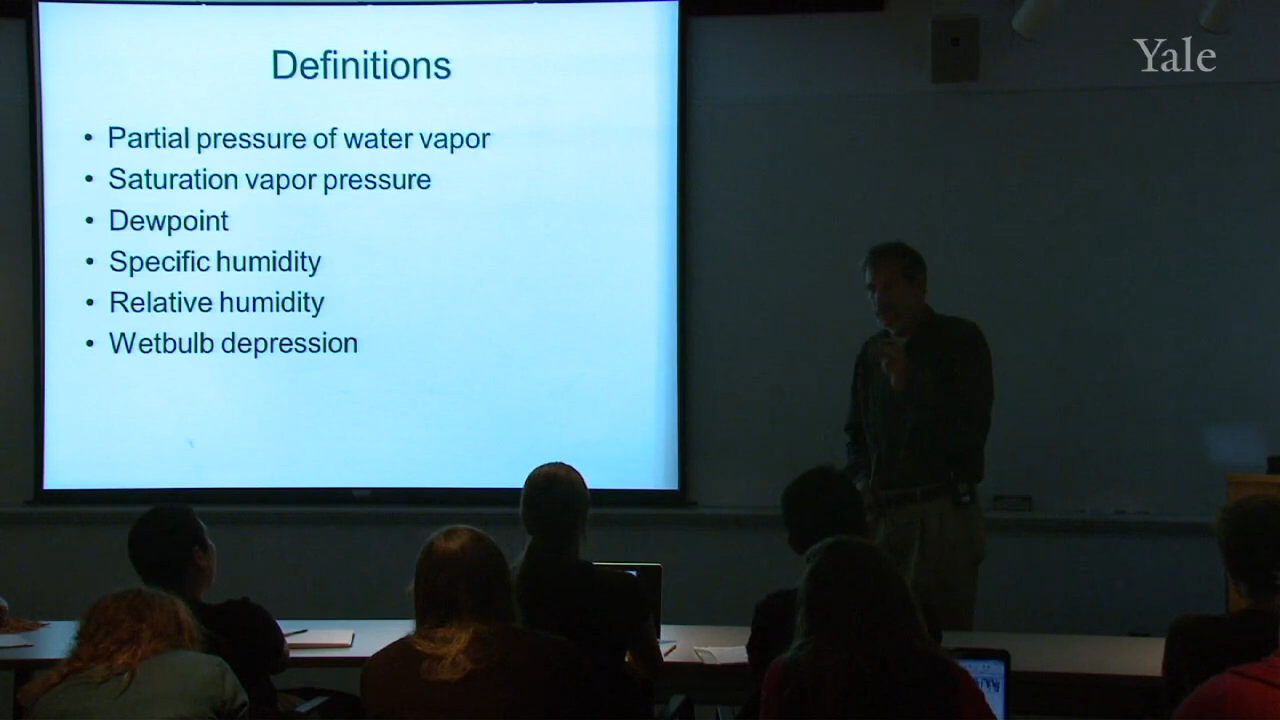 Definitions
• Partial pressure of water vapor
• Saturation vapor pressure
• Dewpoint
• Specific humidity
• Relative humidity
• Wetbulb depression
Yale